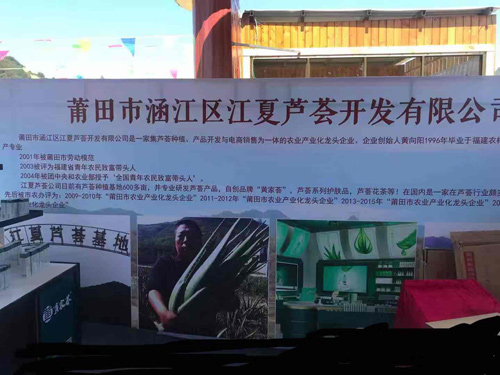 莆田市涵江区江夏芦荟开发有限公司
莆田市涵江区江夏芦荟开发有限公司是一家集芦荟种植、产品开发与电商销售为一体的农业产业化龙头企业，企业创始人黄向阳1996年毕业于福建农林
产专业
2001年被莆田市劳动模范
2003被评为福建省青年农民致富带头人
2004年被团中央和农业部授予“全国青年农民致富带头人”。
江夏芦荟公司目前有芦荟种植基地600多亩，并专业研发芦荟产品，自创品牌“黄家荟”、芦荟系列护肤品，芦荟花茶等！在国内是一家在芦荟行业
先后被市农办评为：2009-2010年“莆田市农业产业化龙头企业”2011-2012年“莆田市农业产业化龙头企业”2013-2015年“莆田市农业产业化龙头企业”
江夏芦荟基地